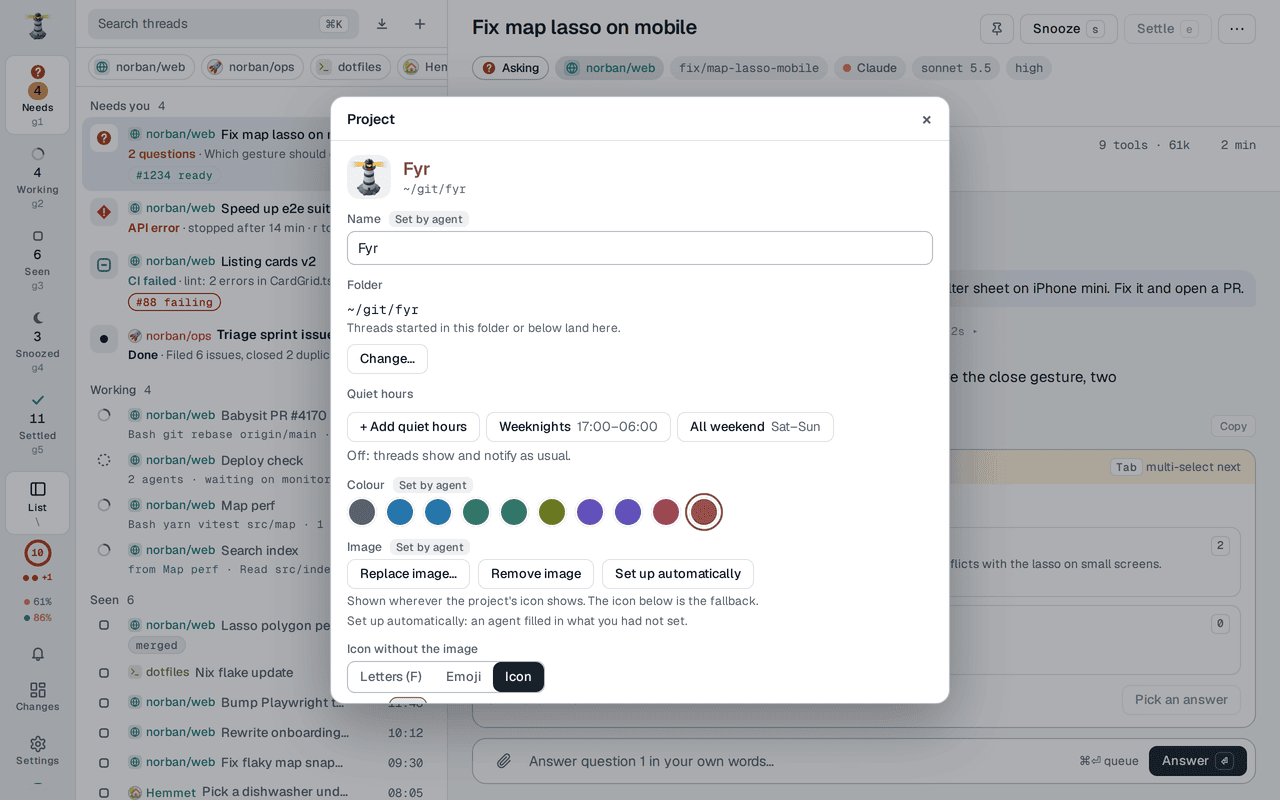 Search threads ⌘K
norban/web norban/ops dotfiles Hem
4
Needs
g1
4
Working
g2
6
Seen
g3
3
Snoozed
g4
11
Settled
g5
List
\
10
+1
61%
86%
Changes
Settings
Needs you 4
norban/web Fix map lasso on
2 questions · Which gesture should
#1234 ready
norban/web Speed up e2e suit
API error · stopped after 14 min · r to
norban/web Listing cards v2
CI failed · lint: 2 errors in CardGrid.ts
#88 failing
norban/ops Triage sprint issue
Done · Filed 6 issues, closed 2 duplic
Working 4
norban/web Babysit PR #4170
Bash git rebase origin/main ·
norban/web Deploy check
2 agents · waiting on monitor
norban/web Map perf
Bash yarn vitest src/map · 1
norban/web Search index
from Map perf · Read src/inde
Seen 6
norban/web Lasso polygon pe
merged
dotfiles Nix flake update
norban/web Bump Playwright t… 11:48
norban/web Rewrite onboarding… 10:12
norban/web Fix flaky map snap… 09:30
Hemmet Pick a dishwasher und… 08:05
Fix map lasso on mobile
Snooze s Settle e
Asking norban/web fix/map-lasso-mobile Claude sonnet 5.5 high
9 tools · 61k 2 min
lter sheet on iPhone mini. Fix it and open a PR.
2s
e the close gesture, two
Copy
Tab multi-select next
2
flicts with the lasso on small screens.
0
Pick an answer
Answer question 1 in your own words…
⌘⏎ queue Answer ⏎
Project ×
Fyr
~/git/fyr
Name Set by agent
Fyr
Folder
~/git/fyr
Threads started in this folder or below land here.
Change…
Quiet hours
+ Add quiet hours Weeknights 17:00–06:00 All weekend Sat–Sun
Off: threads show and notify as usual.
Colour Set by agent
Image Set by agent
Replace image… Remove image Set up automatically
Shown wherever the project's icon shows. The icon below is the fallback.
Set up automatically: an agent filled in what you had not set.
Icon without the image
Letters (F) Emoji Icon